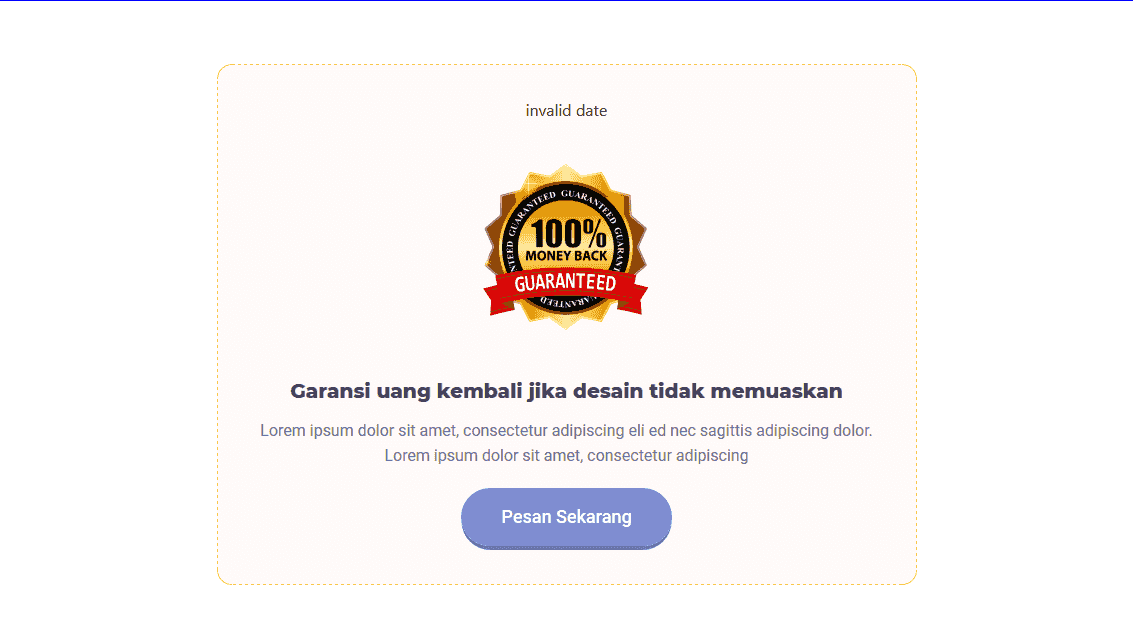 invalid date
GUARANTEED GUARANTEED GUARANTEED
100%
MONEY BACK
GUARANTEED
Garansi uang kembali jika desain tidak memuaskan
Lorem ipsum dolor sit amet, consectetur adipiscing eli ed nec sagittis adipiscing dolor.
Lorem ipsum dolor sit amet, consectetur adipiscing
Pesan Sekarang